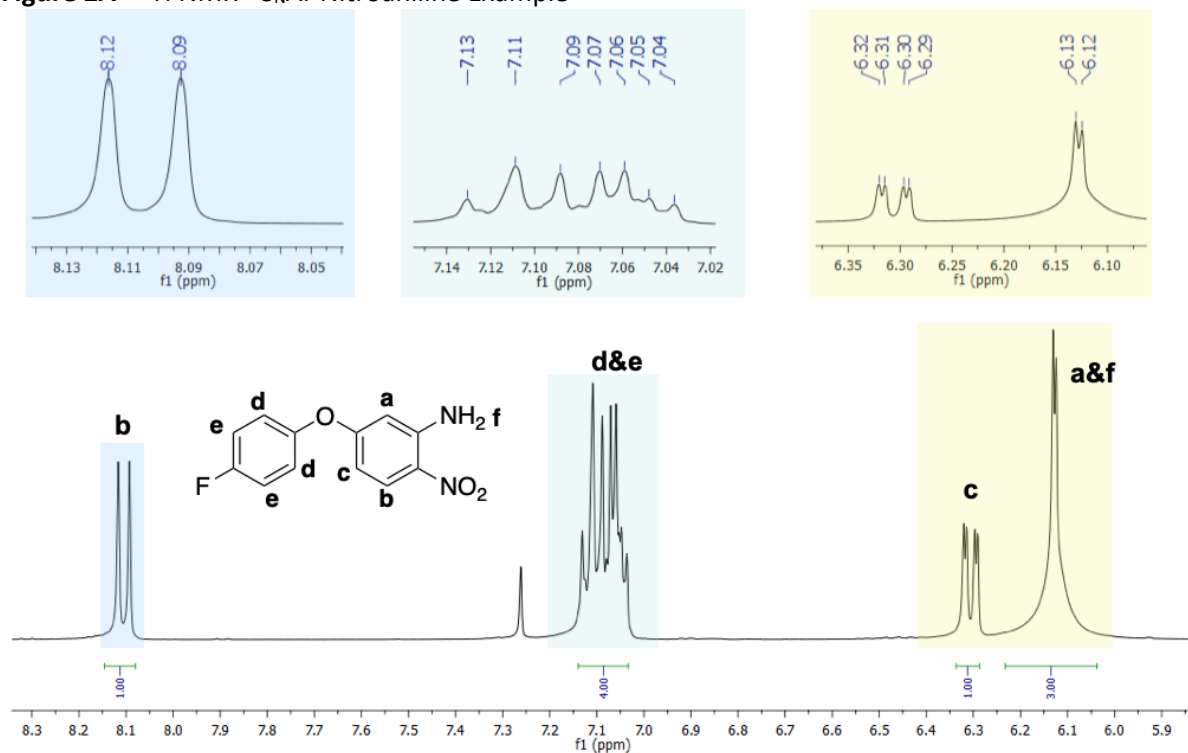 Figure H NMR SNAr Nitroaniline Example
8.12
8.09
7.13
7.11
7.09
7.07
7.06
7.05
7.04
6.32
6.31
6.30
6.29
6.13
6.12
8.13 8.11 8.09 8.07 8.05
f1 (ppm)
7.14 7.12 7.10 7.08 7.06 7.04 7.02
f1 (ppm)
6.35 6.30 6.25 6.20 6.15 6.10
f1 (ppm)
b
d&e
c
a&f
d
O
a
NH2 f
e
d
c
NO2
F
e
b
1.00
4.00
1.00
3.00
8.3 8.2 8.1 8.0 7.9 7.8 7.7 7.6 7.5 7.4 7.3 7.2 7.1 7.0 6.9 6.8 6.7 6.6 6.5 6.4 6.3 6.2 6.1 6.0 5.9
f1 (ppm)